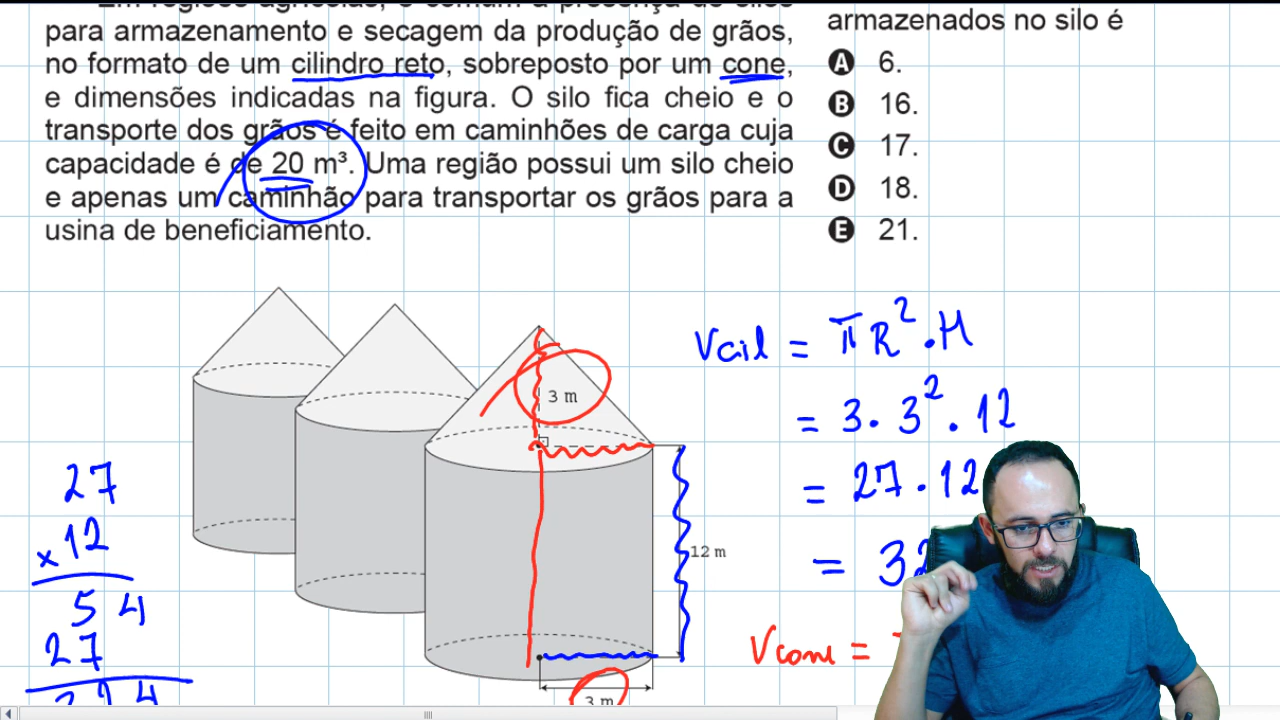 para armazenamento e secagem da produção de grãos,
no formato de um cilindro reto, sobreposto por um cone,
e dimensões indicadas na figura. O silo fica cheio e o
transporte dos grãos é feito em caminhões de carga cuja
capacidade é de 20 m³. Uma região possui um silo cheio
e apenas um caminhão para transportar os grãos para a
usina de beneficiamento.
armazenados no silo é
A 6.
B 16.
C 17.
D 18.
E 21.
3 m
12 m
3 m
27
x 12
54
27
324
Vcil = πR².H
= 3.3².12
= 27.12
= 32
Vcone =